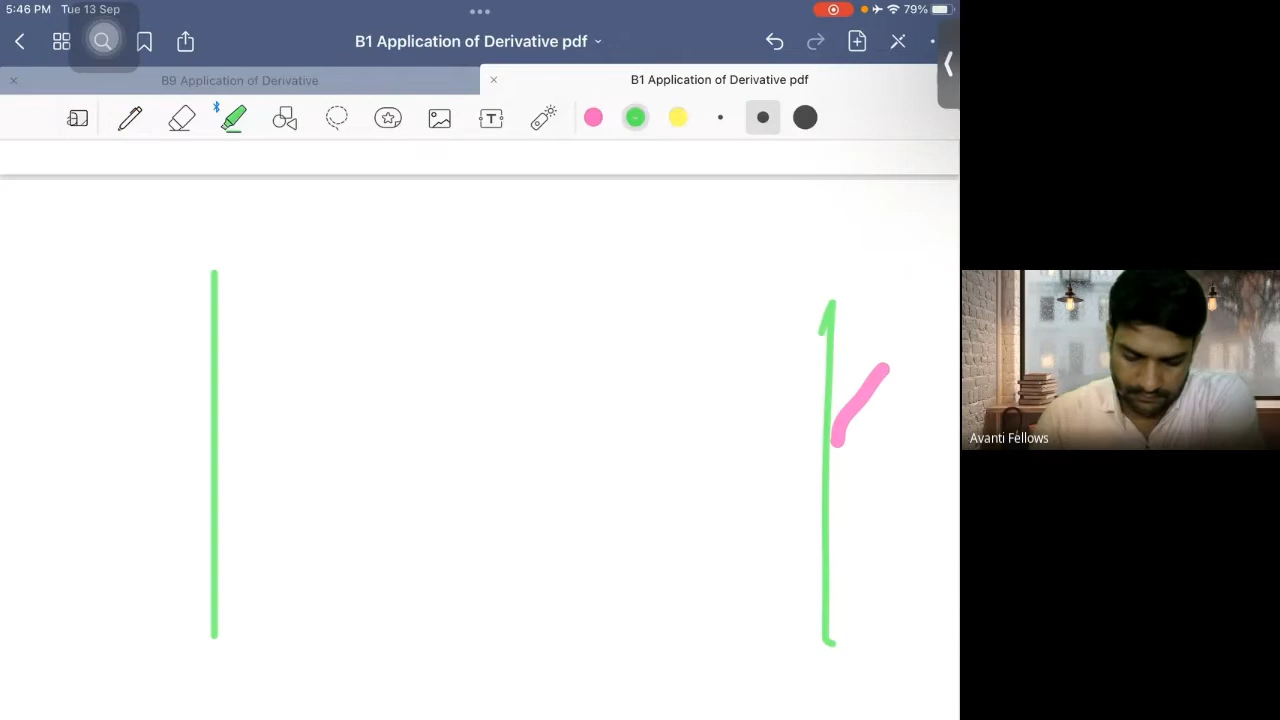 5:46 PM Tue 13 Sep
79%
B1 Application of Derivative pdf
B9 Application of Derivative
B1 Application of Derivative pdf
T
Avanti Fellows